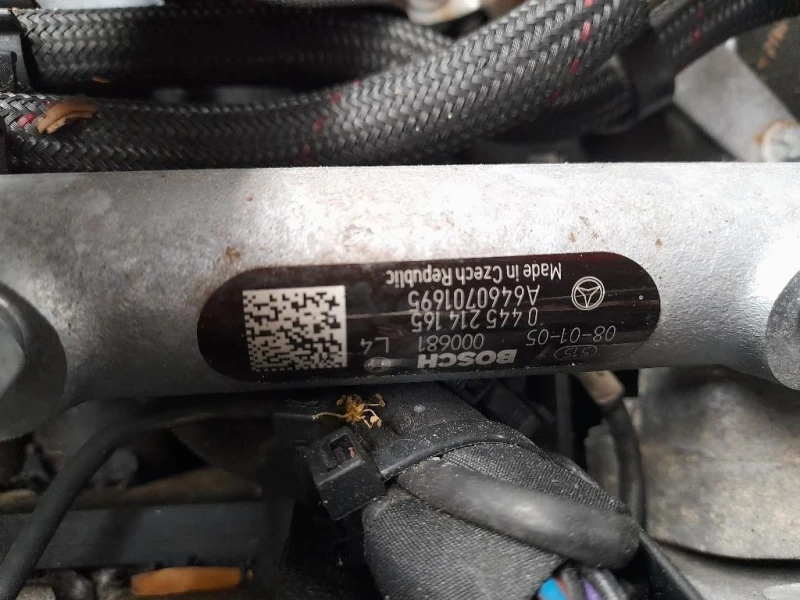 BOSCH
08-01-05 000681 L4
0 445 214 165
A6460701695
Made in Czech Republic